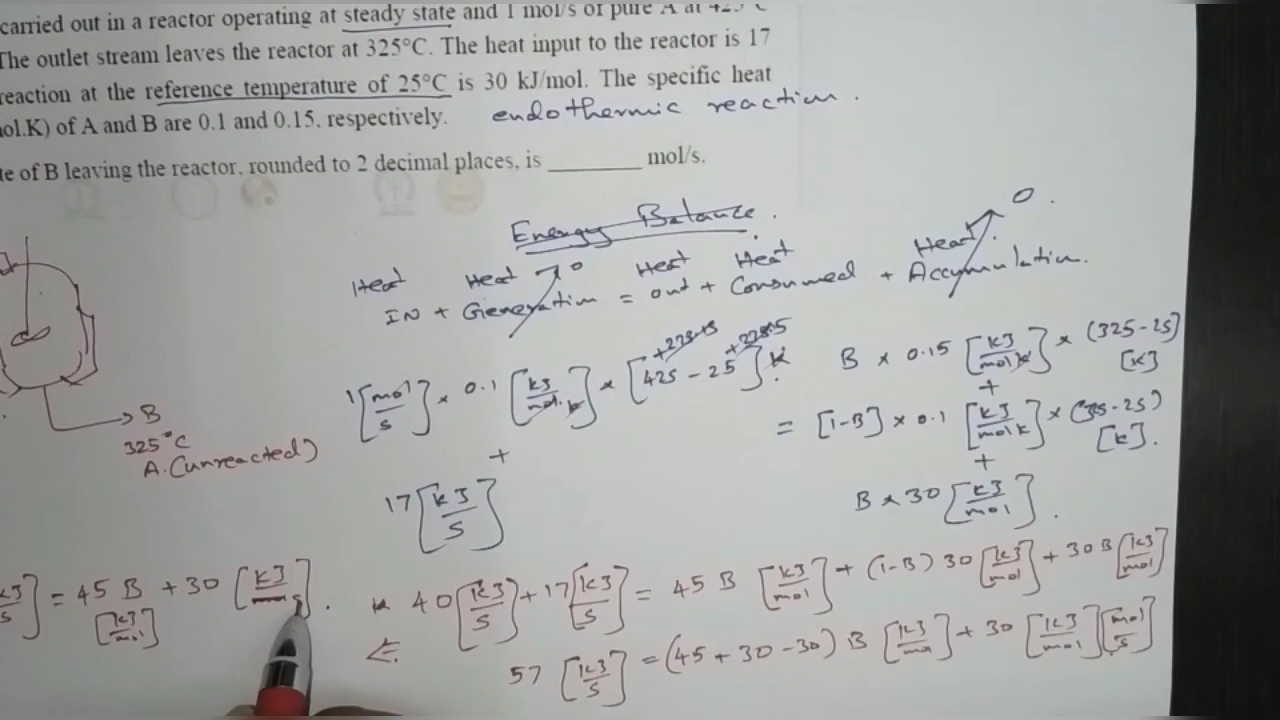 carried out in a reactor operating at steady state and 1 mol/s of pure A at 425°C
The outlet stream leaves the reactor at 325°C. The heat input to the reactor is 17
reaction at the reference temperature of 25°C is 30 kJ/mol. The specific heat
mol.K) of A and B are 0.1 and 0.15, respectively. endothermic reaction.
te of B leaving the reactor, rounded to 2 decimal places, is ________ mol/s.
Energy Balance.
Heat IN + Heat Generation → 0 = Heat out + Heat Consumed + Heat Accumulation. → 0.
1 [mol/s] × 0.1 [kJ/mol.K] × [425 - 25] K.
B × 0.15 [kJ/mol K] × (325-25) [K]
+
= [1-B] × 0.1 [kJ/mol K] × (325-25) [K].
+
→ B
325°C
A. (unreacted)
+
17 [kJ/s]
B × 30 [kJ/mol].
kJ/s] = 45 B [kJ/mol] + 30 [kJ/s].
40 [kJ/s] + 17 [kJ/s] = 45 B [kJ/mol] + (1-B) 30 [kJ/mol] + 30 B [kJ/mol]
57 [kJ/s] = (45 + 30 - 30) B [kJ/mol] + 30 [kJ/mol] [mol/s]